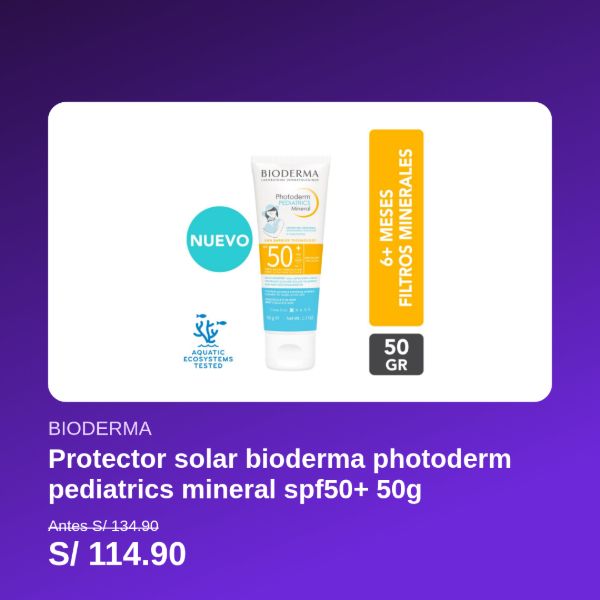 BIODERMA
Photoderm
PEDIATRICS
Mineral
50+
NUEVO
AQUATIC
ECOSYSTEMS
TESTED
6+ MESES
FILTROS MINERALES
50
GR
BIODERMA
Protector solar bioderma photoderm
pediatrics mineral spf50+ 50g
Antes S/ 134.90
S/ 114.90